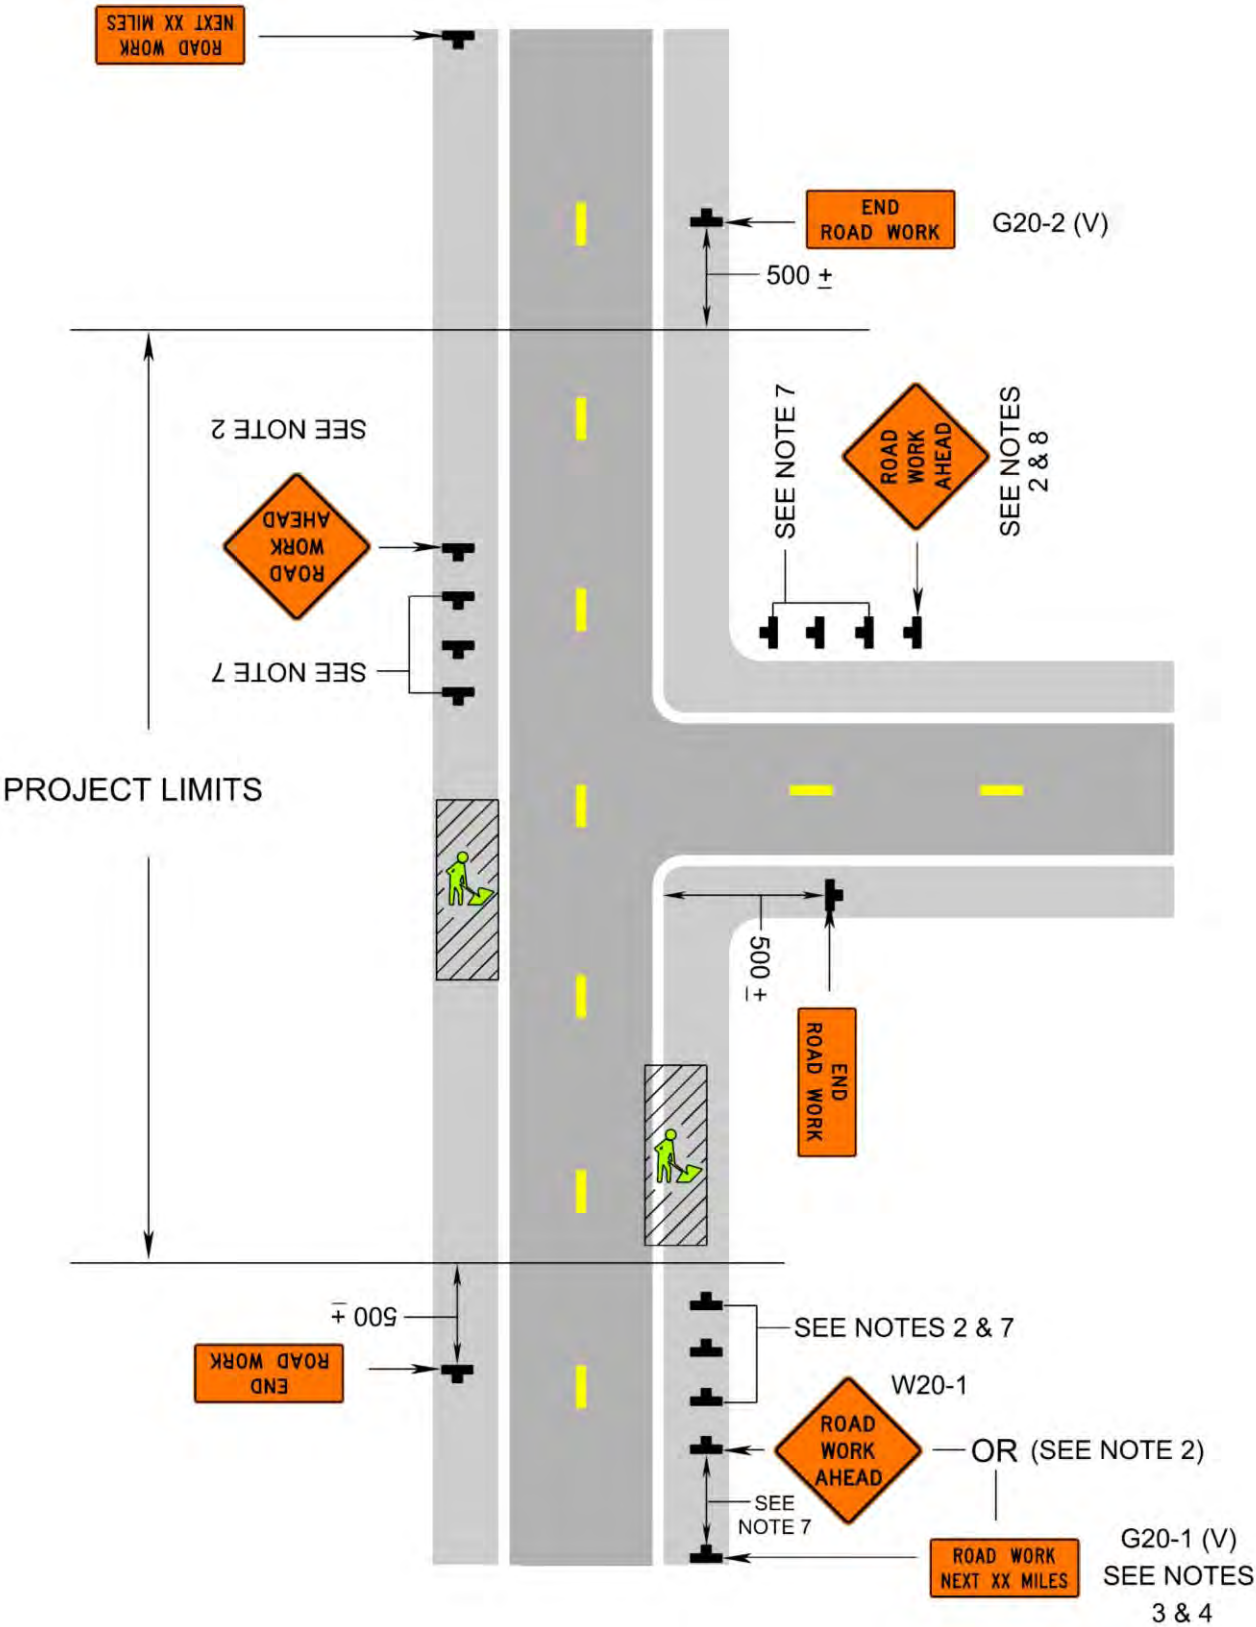 ROAD WORK
NEXT XX MILES
END
ROAD WORK
G20-2 (V)
500 ±
SEE NOTE 2
ROAD
WORK
AHEAD
SEE NOTE 7
SEE NOTE 7
ROAD
WORK
AHEAD
SEE NOTES
2 & 8
PROJECT LIMITS
500 ±
END
ROAD WORK
500 ±
END
ROAD WORK
SEE NOTES 2 & 7
W20-1
ROAD
WORK
AHEAD
OR (SEE NOTE 2)
SEE
NOTE 7
ROAD WORK
NEXT XX MILES
G20-1 (V)
SEE NOTES
3 & 4